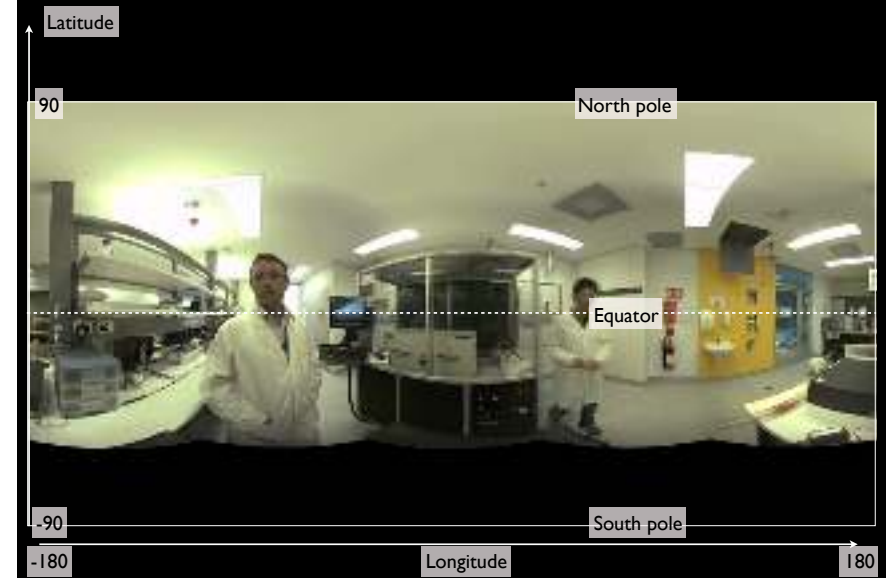 Latitude
90
North pole
Equator
-90
South pole
-180
Longitude
180